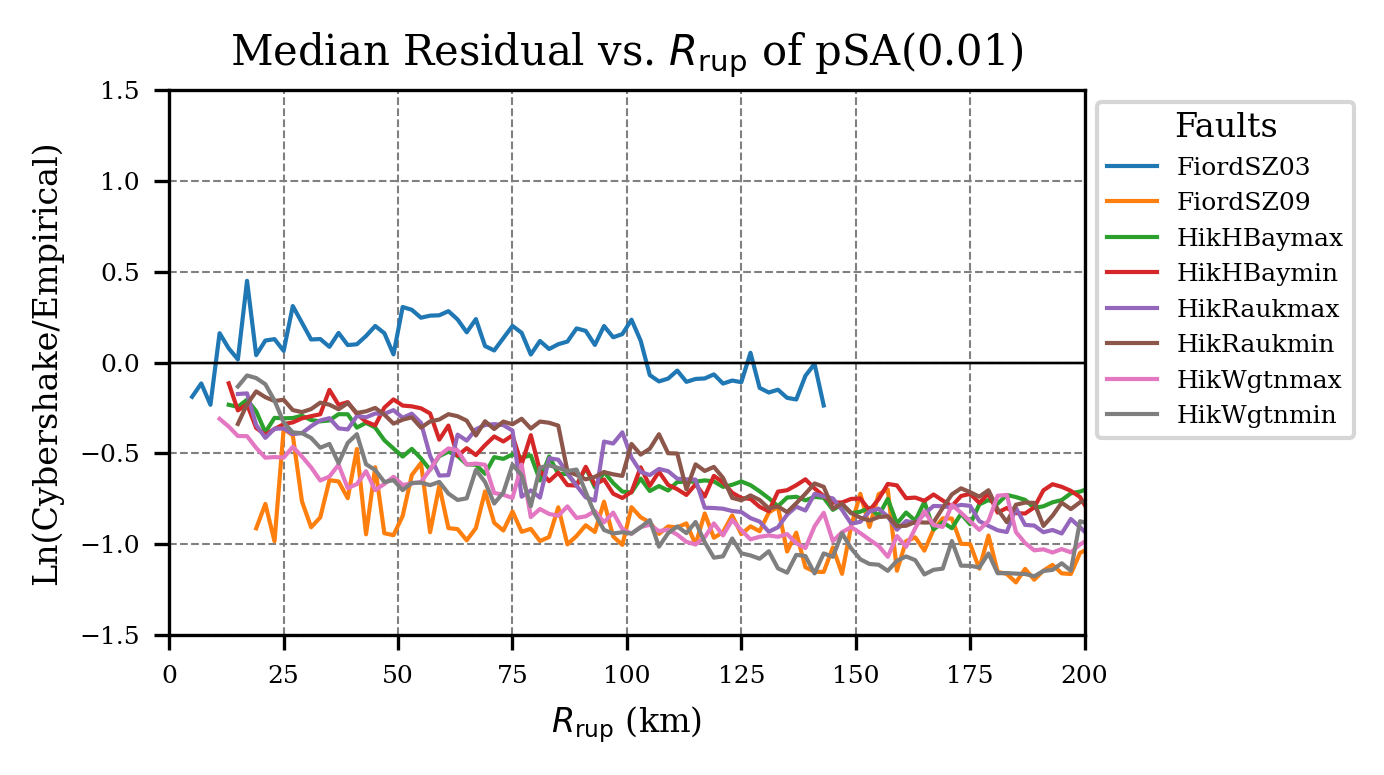 Median Residual vs. Rrup of pSA(0.01)
Ln(Cybershake/Empirical)
1.5
1.0
0.5
0.0
−0.5
−1.0
−1.5
0 25 50 75 100 125 150 175 200
Rrup (km)
Faults
FiordSZ03
FiordSZ09
HikHBaymax
HikHBaymin
HikRaukmax
HikRaukmin
HikWgtnmax
HikWgtnmin